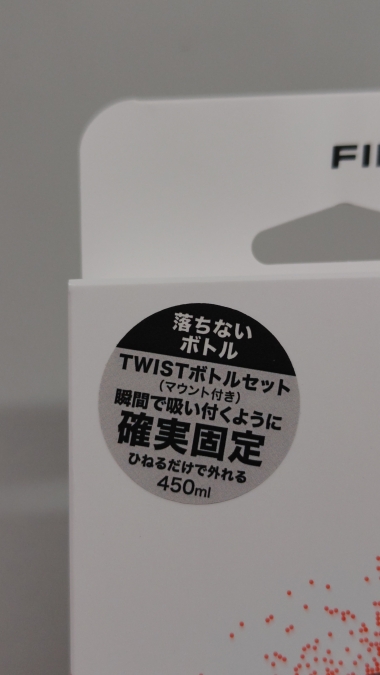 落ちない
ボトル
TWISTボトルセット
(マウント付き)
瞬間で吸い付くように
確実固定
ひねるだけで外れる
450ml